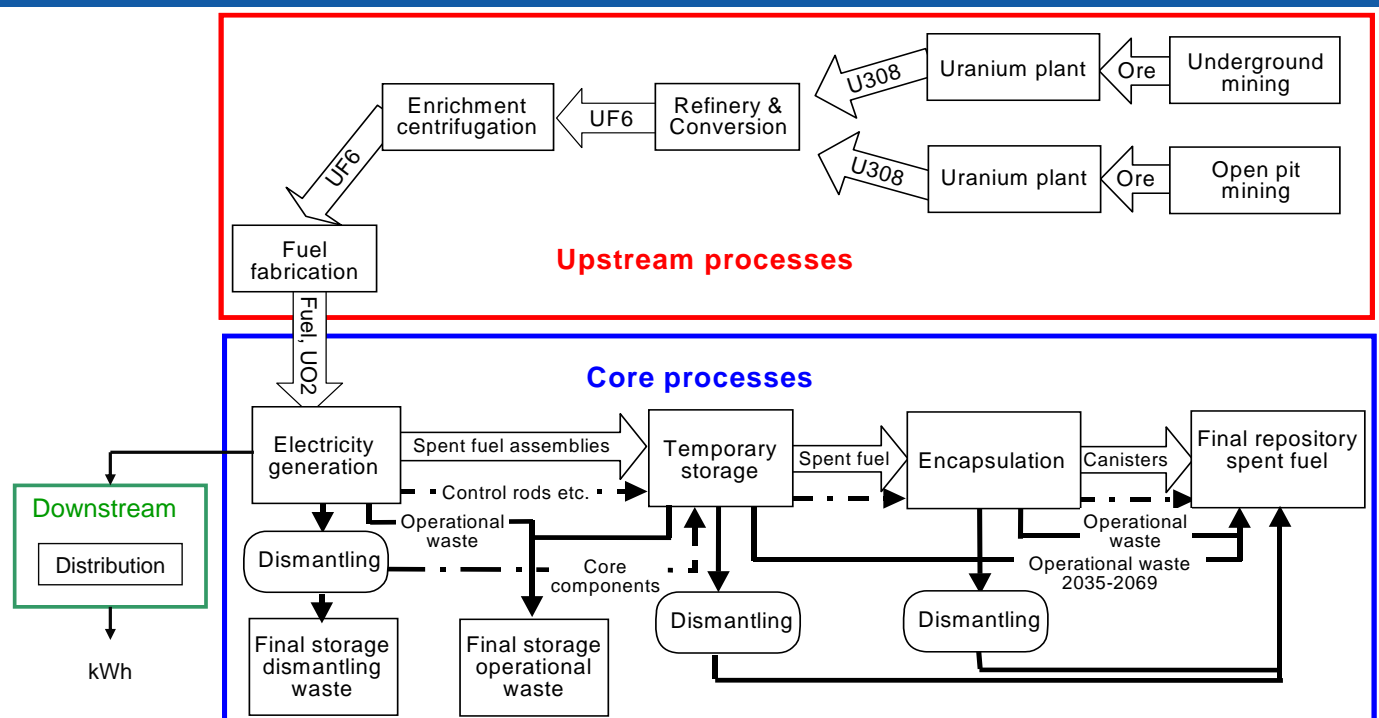 Underground
mining
Ore
Uranium plant
U308
Refinery &
Conversion
UF6
Enrichment
centrifugation
UF6
Open pit
mining
Ore
Uranium plant
U308
Fuel
fabrication
Upstream processes
Fuel, UO2
Core processes
Electricity
generation
Spent fuel assemblies
Temporary
storage
Spent fuel
Encapsulation
Canisters
Final repository
spent fuel
Control rods etc.
Downstream
Distribution
kWh
Operational
waste
Operational
waste
Dismantling
Core
components
Operational waste
2035-2069
Dismantling
Dismantling
Final storage
dismantling
waste
Final storage
operational
waste